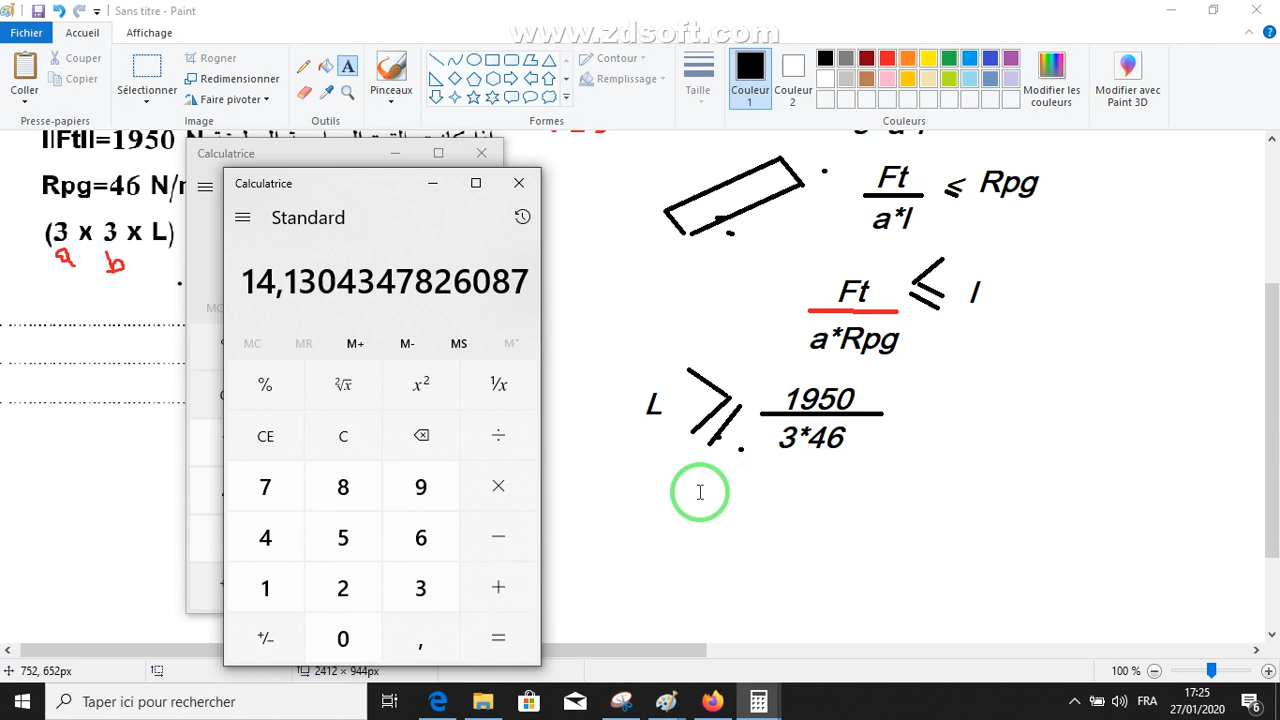 www.zdsoft.com
Sans titre - Paint
Fichier Accueil Affichage
Coller
Couper
Copier
Presse-papiers
Sélectionner
Rogner
Redimensionner
Faire pivoter
Image
A
Outils
Pinceaux
Formes
Contour
Remplissage
Taille
Couleur 1
Couleur 2
Modifier les couleurs
Modifier avec Paint 3D
Couleurs
||Ft||=1950 N
Rpg=46 N/
(3 x 3 x L)
a b
Calculatrice
Calculatrice
Standard
14,1304347826087
MC MR M+ M- MS M
% ²√x x² ¹/x
CE C ⌫ ÷
7 8 9 ×
4 5 6 −
1 2 3 +
+/- 0 , =
Ft
⩽ Rpg
a*l
Ft
⩽ l
a*Rpg
L ⩾
1950
3*46
752, 652px
2412 × 944px
100 %
Taper ici pour rechercher
FRA
17:25
27/01/2020
6